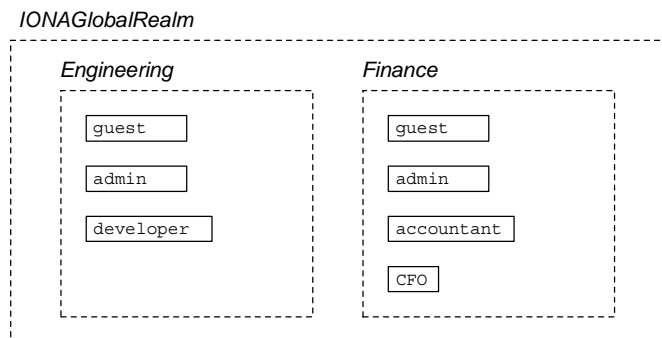 IONAGlobalRealm
Engineering
guest
admin
developer
Finance
guest
admin
accountant
CFO